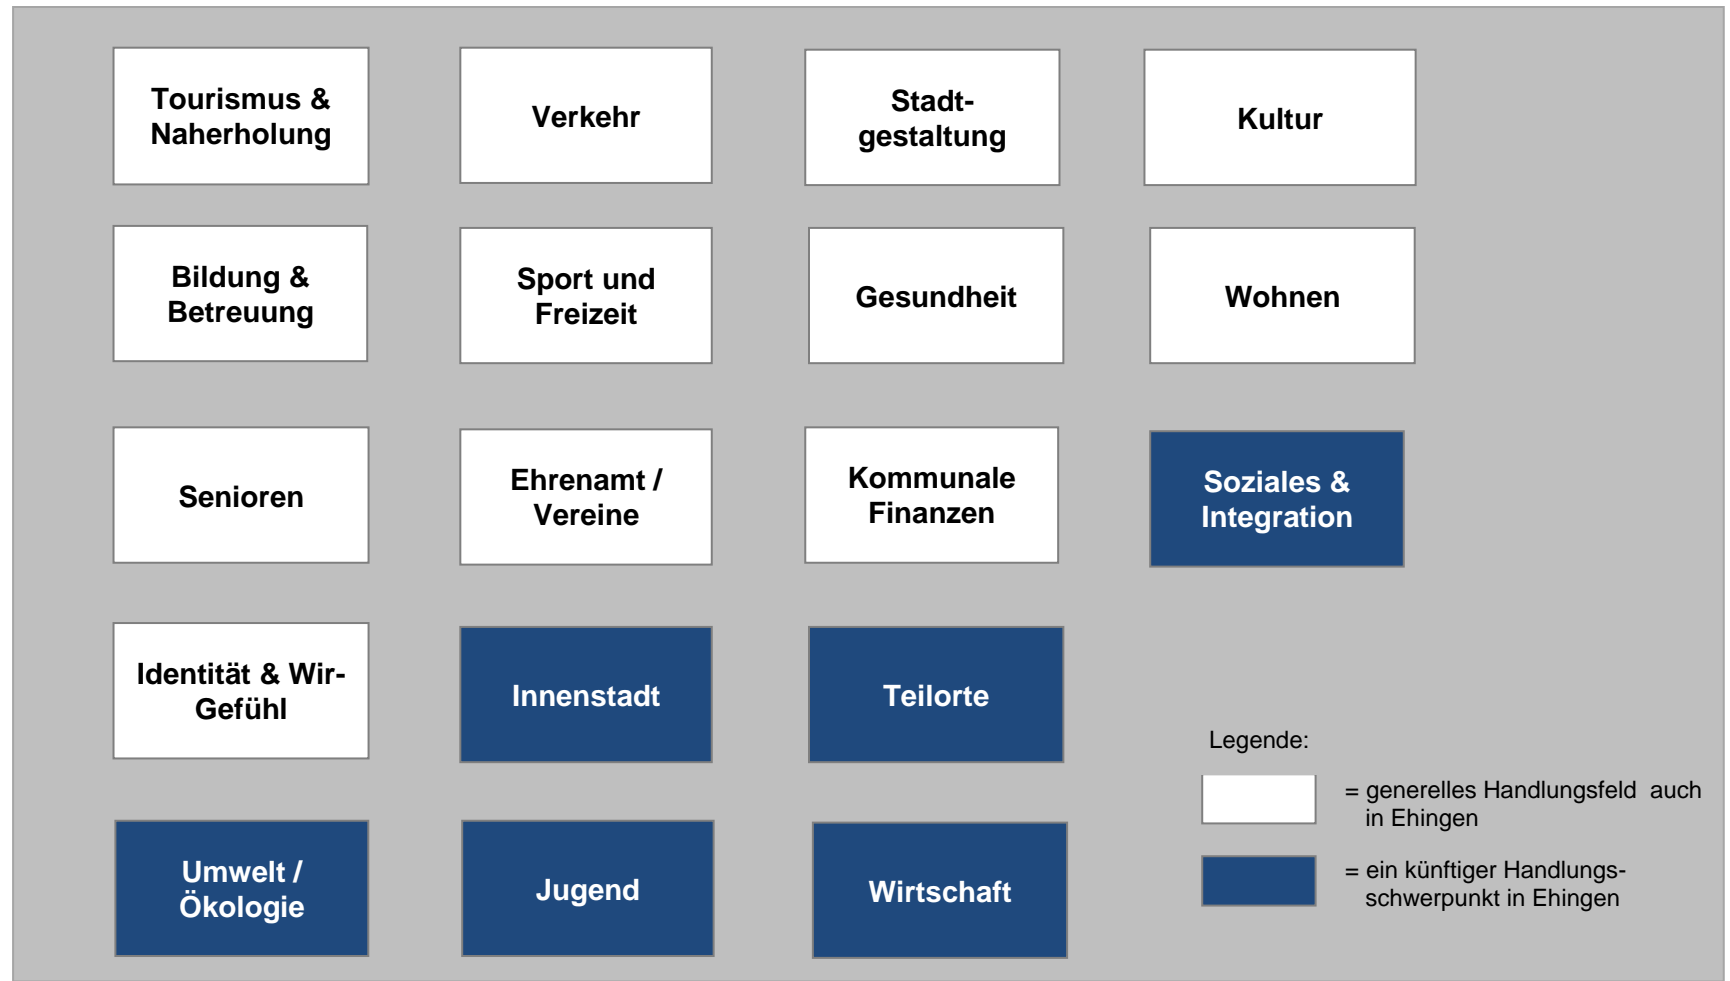 Tourismus &
Naherholung
Verkehr
Stadt-
gestaltung
Kultur
Bildung &
Betreuung
Sport und
Freizeit
Gesundheit
Wohnen
Senioren
Ehrenamt /
Vereine
Kommunale
Finanzen
Soziales &
Integration
Identität & Wir-
Gefühl
Innenstadt
Teilorte
Umwelt /
Ökologie
Jugend
Wirtschaft
Legende:
= generelles Handlungsfeld auch
in Ehingen
= ein künftiger Handlungs-
schwerpunkt in Ehingen